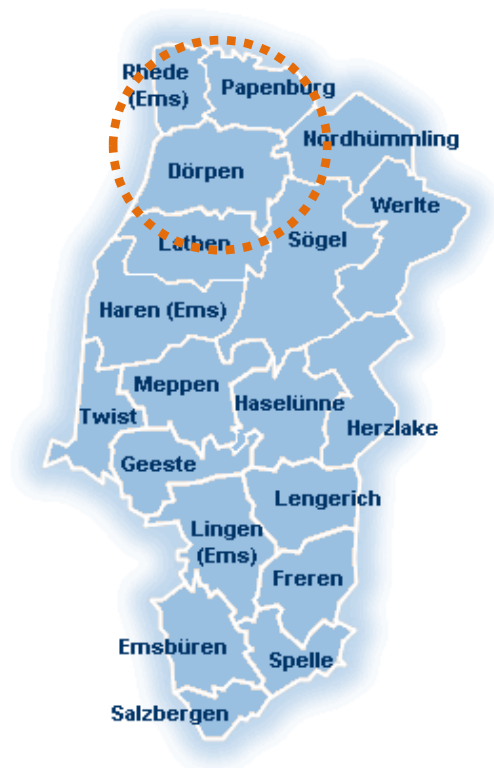 Rhede
(Ems)
Papenburg
Nordhümmling
Dörpen
Werlte
Lathen
Sögel
Haren (Ems)
Meppen
Haselünne
Twist
Herzlake
Geeste
Lengerich
Lingen
(Ems)
Freren
Emsbüren
Spelle
Salzbergen